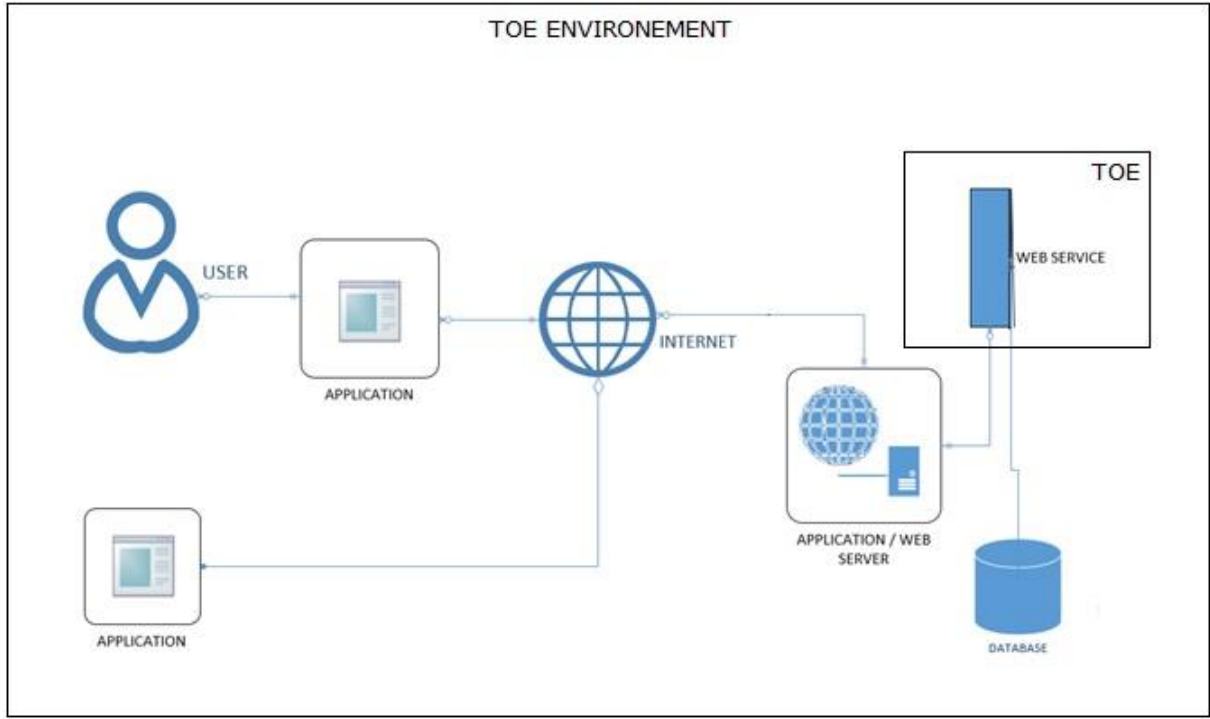 TOE ENVIRONEMENT
TOE
WEB SERVICE
USER
INTERNET
APPLICATION
APPLICATION / WEB
SERVER
APPLICATION
DATABASE